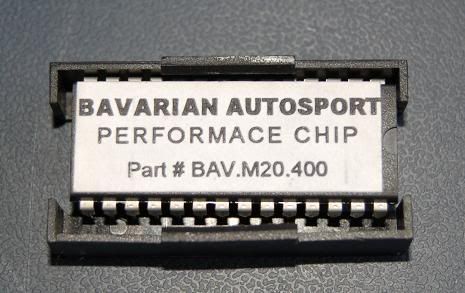 BAVARIAN AUTOSPORT
PERFORMACE CHIP
Part # BAV.M20.400